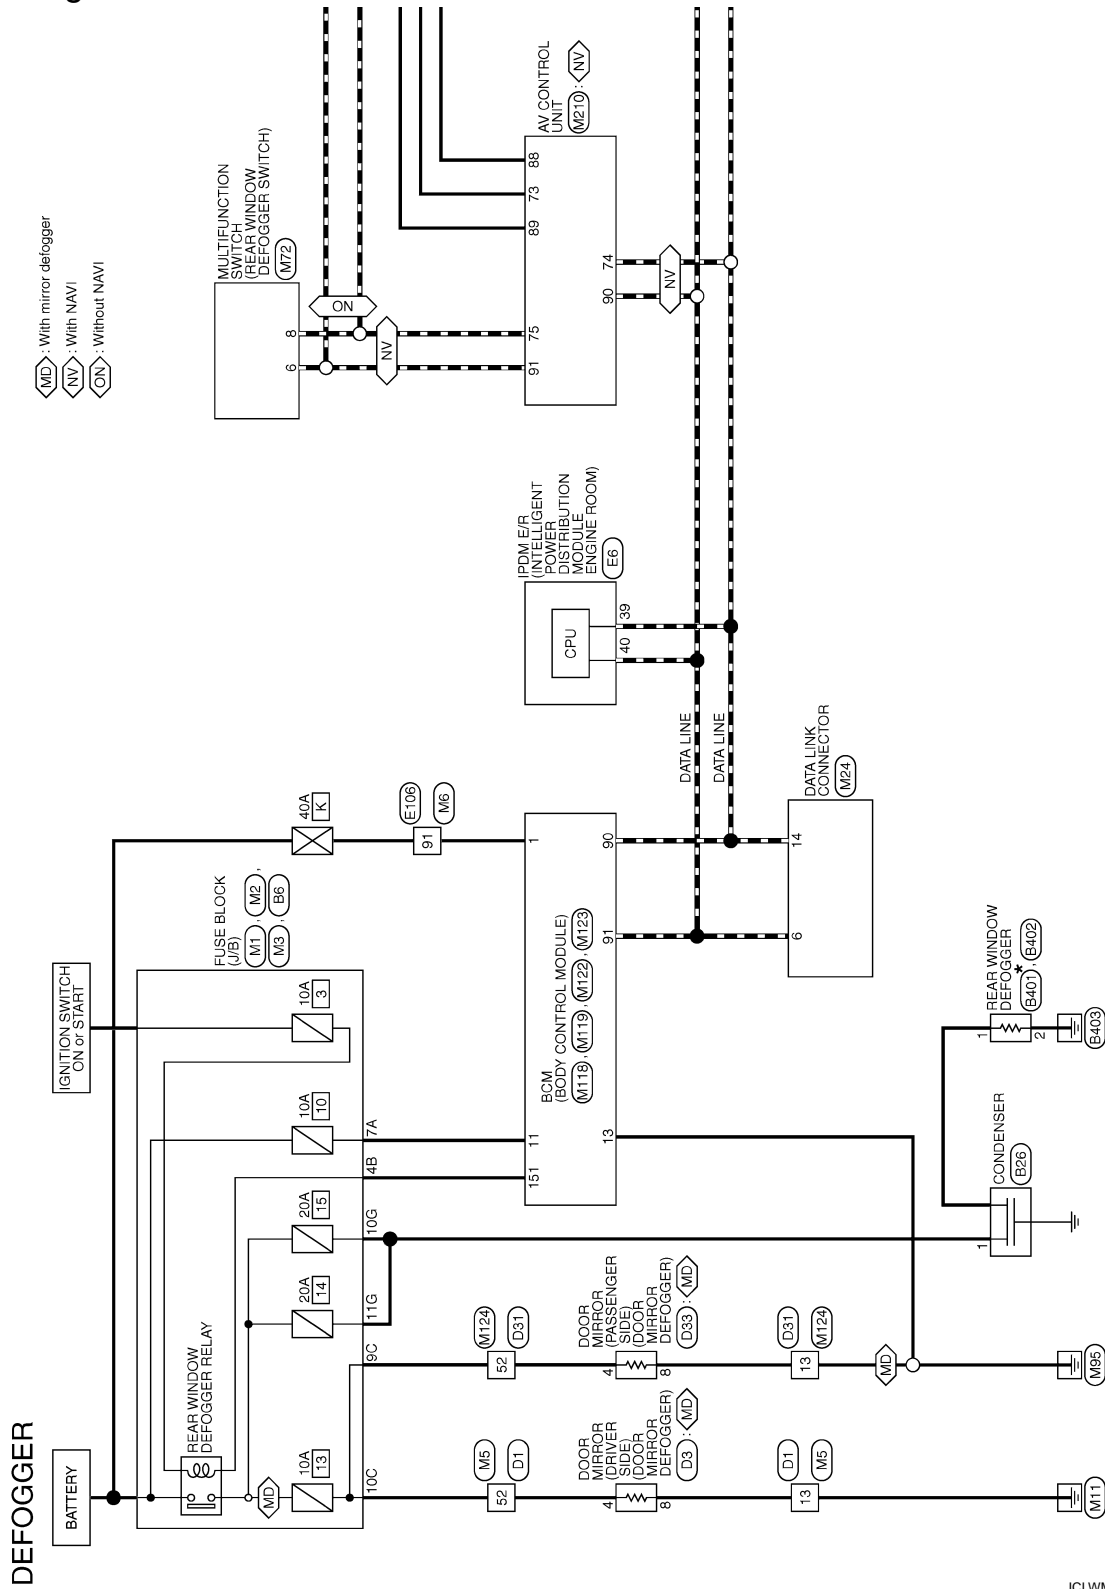 DEFOGGER
MD : With mirror defogger
NV : With NAVI
ON : Without NAVI
BATTERY
IGNITION SWITCH
ON or START
FUSE BLOCK
(J/B)
M1 , M2 ,
M3 , B6
REAR WINDOW
DEFOGGER RELAY
MD
10A
13
20A
14
20A
15
10A
10
10A
3
40A
K
10C
9C
11G
10G
4B
7A
E106
M6
91
M5
D1
52
M124
D31
52
DOOR
MIRROR
(DRIVER
SIDE)
(DOOR
MIRROR
DEFOGGER)
D3 : MD
4
8
DOOR
MIRROR
(PASSENGER
SIDE)
(DOOR
MIRROR
DEFOGGER)
D33 : MD
4
8
D1
M5
13
D31
M124
13
MD
M11
M95
BCM
(BODY CONTROL MODULE)
M118 , M119 , M122 , M123
151
11
1
13
91
90
CONDENSER
B26
1
REAR WINDOW
DEFOGGER
B401 * , B402
1
2
B403
DATA LINK
CONNECTOR
M24
6
14
DATA LINE
DATA LINE
IPDM E/R
(INTELLIGENT
POWER
DISTRIBUTION
MODULE
ENGINE ROOM)
E6
CPU
40
39
MULTIFUNCTION
SWITCH
(REAR WINDOW
DEFOGGER SWITCH)
M72
6
8
ON
NV
AV CONTROL
UNIT
M210 : NV
91
75
89
73
88
90
74
NV